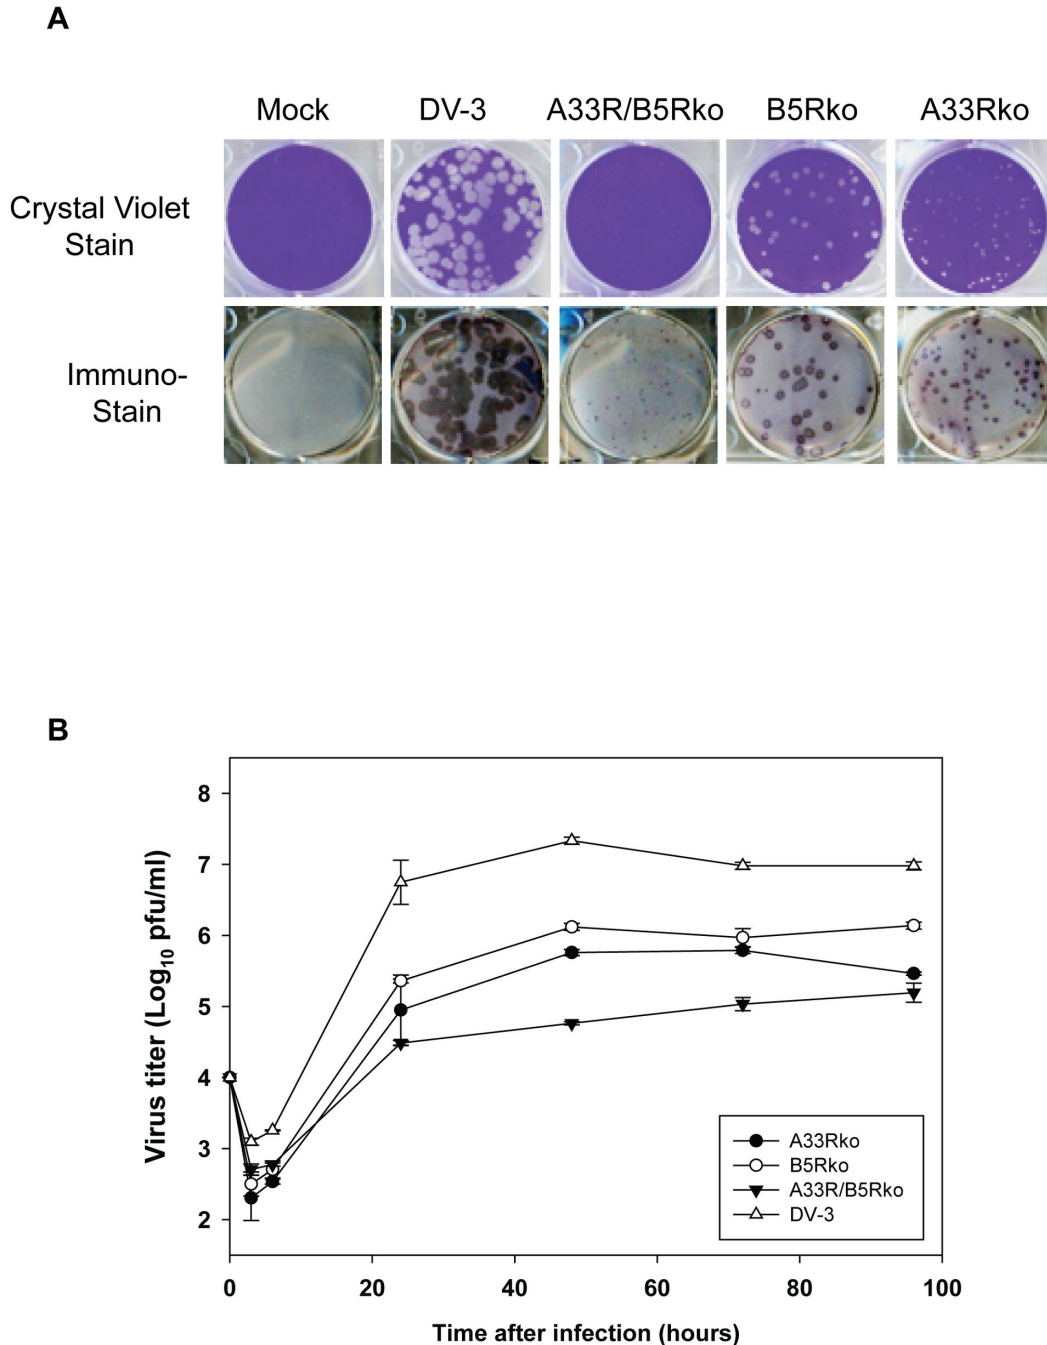 A
Mock DV-3 A33R/B5Rko B5Rko A33Rko
Crystal Violet
Stain
Immuno-
Stain
B
8
7
6
5
4
3
2
Virus titer (Log10 pfu/ml)
A33Rko
B5Rko
A33R/B5Rko
DV-3
0 20 40 60 80 100
Time after infection (hours)